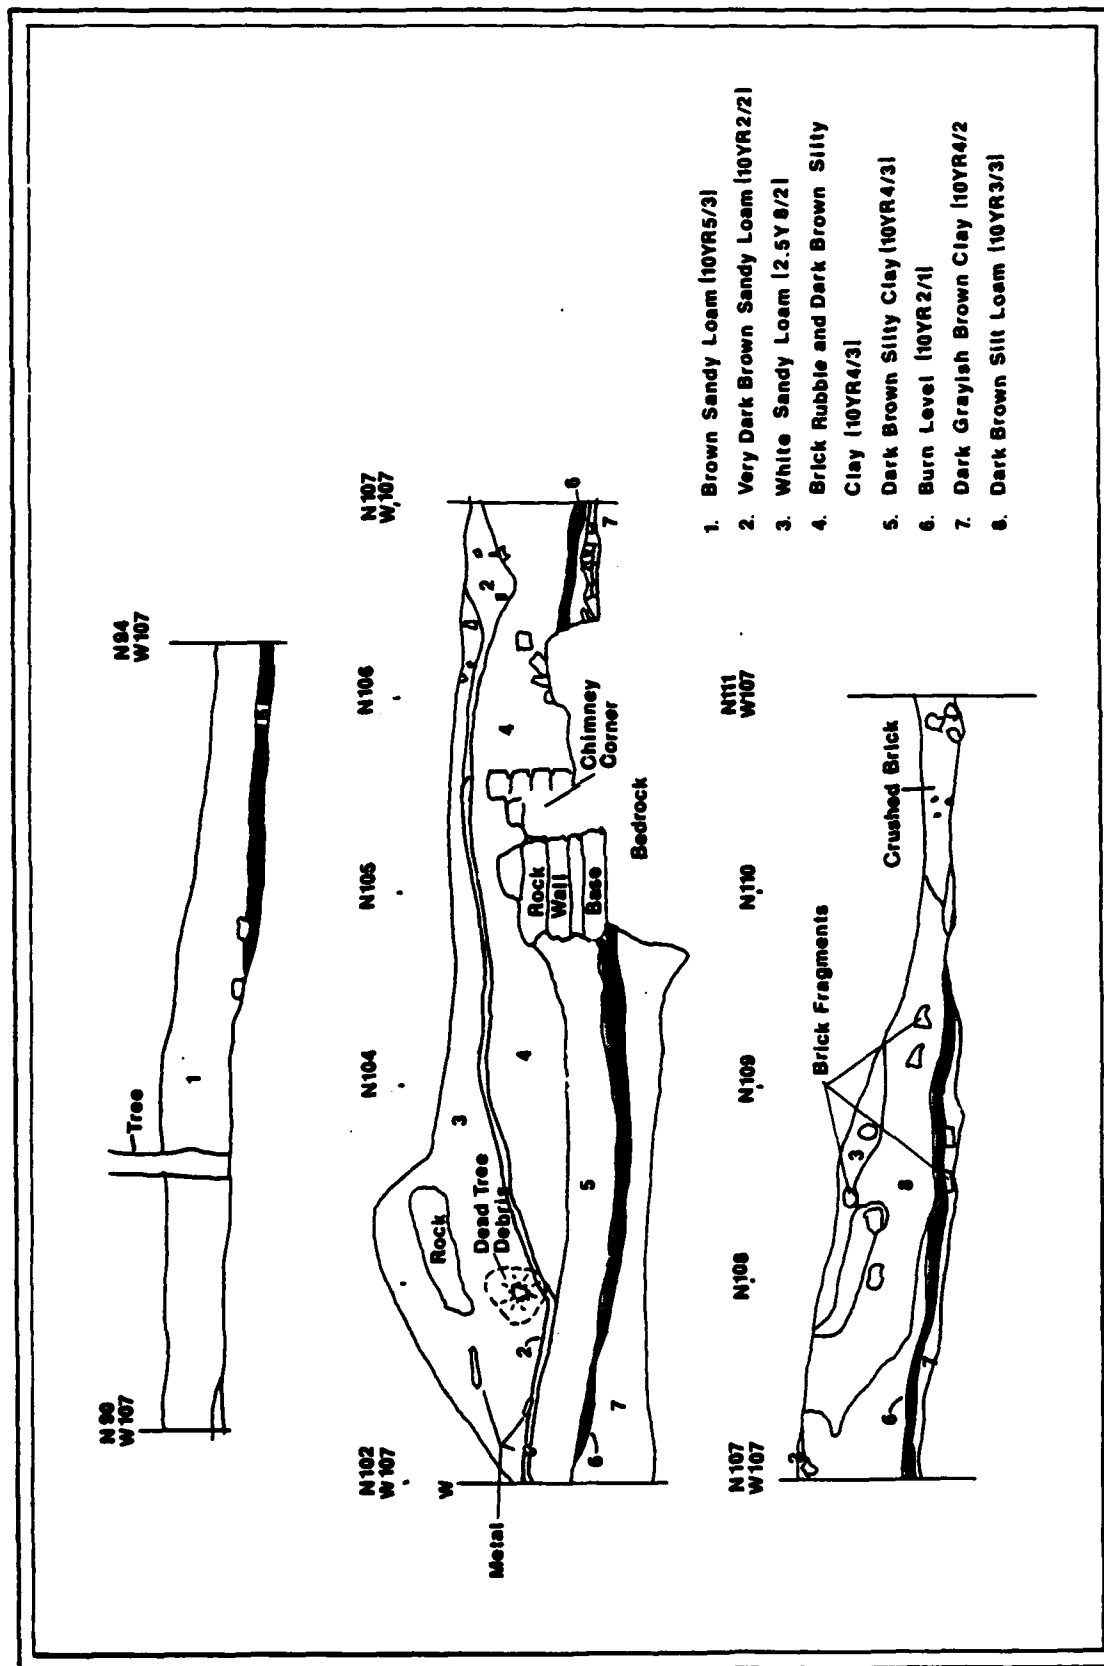 N90
W107
Tree
1
N94
W107
N102
W107
W
Metal
2
Rock
Dead Tree
Debris
3
N104
4
5
6
7
N105
Rock
Wall
Base
Bedrock
Chimney
Corner
N106
4
2
N107
W107
6
7
N107
W107
2
6
7
N108
8
3
N109
Brick Fragments
N110
Crushed Brick
N111
W107
1. Brown Sandy Loam [10YR5/3]
2. Very Dark Brown Sandy Loam [10YR2/2]
3. White Sandy Loam [2.5Y 8/2]
4. Brick Rubble and Dark Brown Silty
Clay [10YR4/3]
5. Dark Brown Silty Clay [10YR4/3]
6. Burn Level [10YR2/1]
7. Dark Grayish Brown Clay [10YR4/2
8. Dark Brown Silt Loam [10YR3/3]